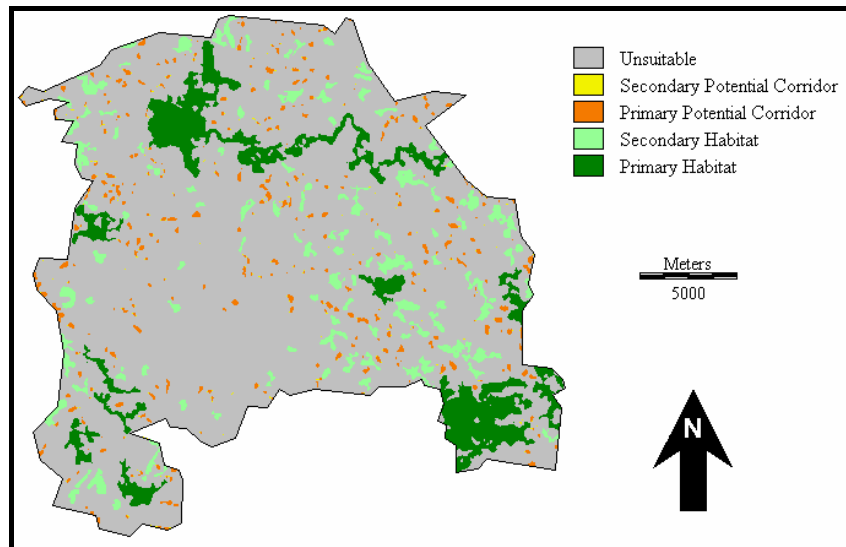 Unsuitable
Secondary Potential Corridor
Primary Potential Corridor
Secondary Habitat
Primary Habitat
Meters
5000
N